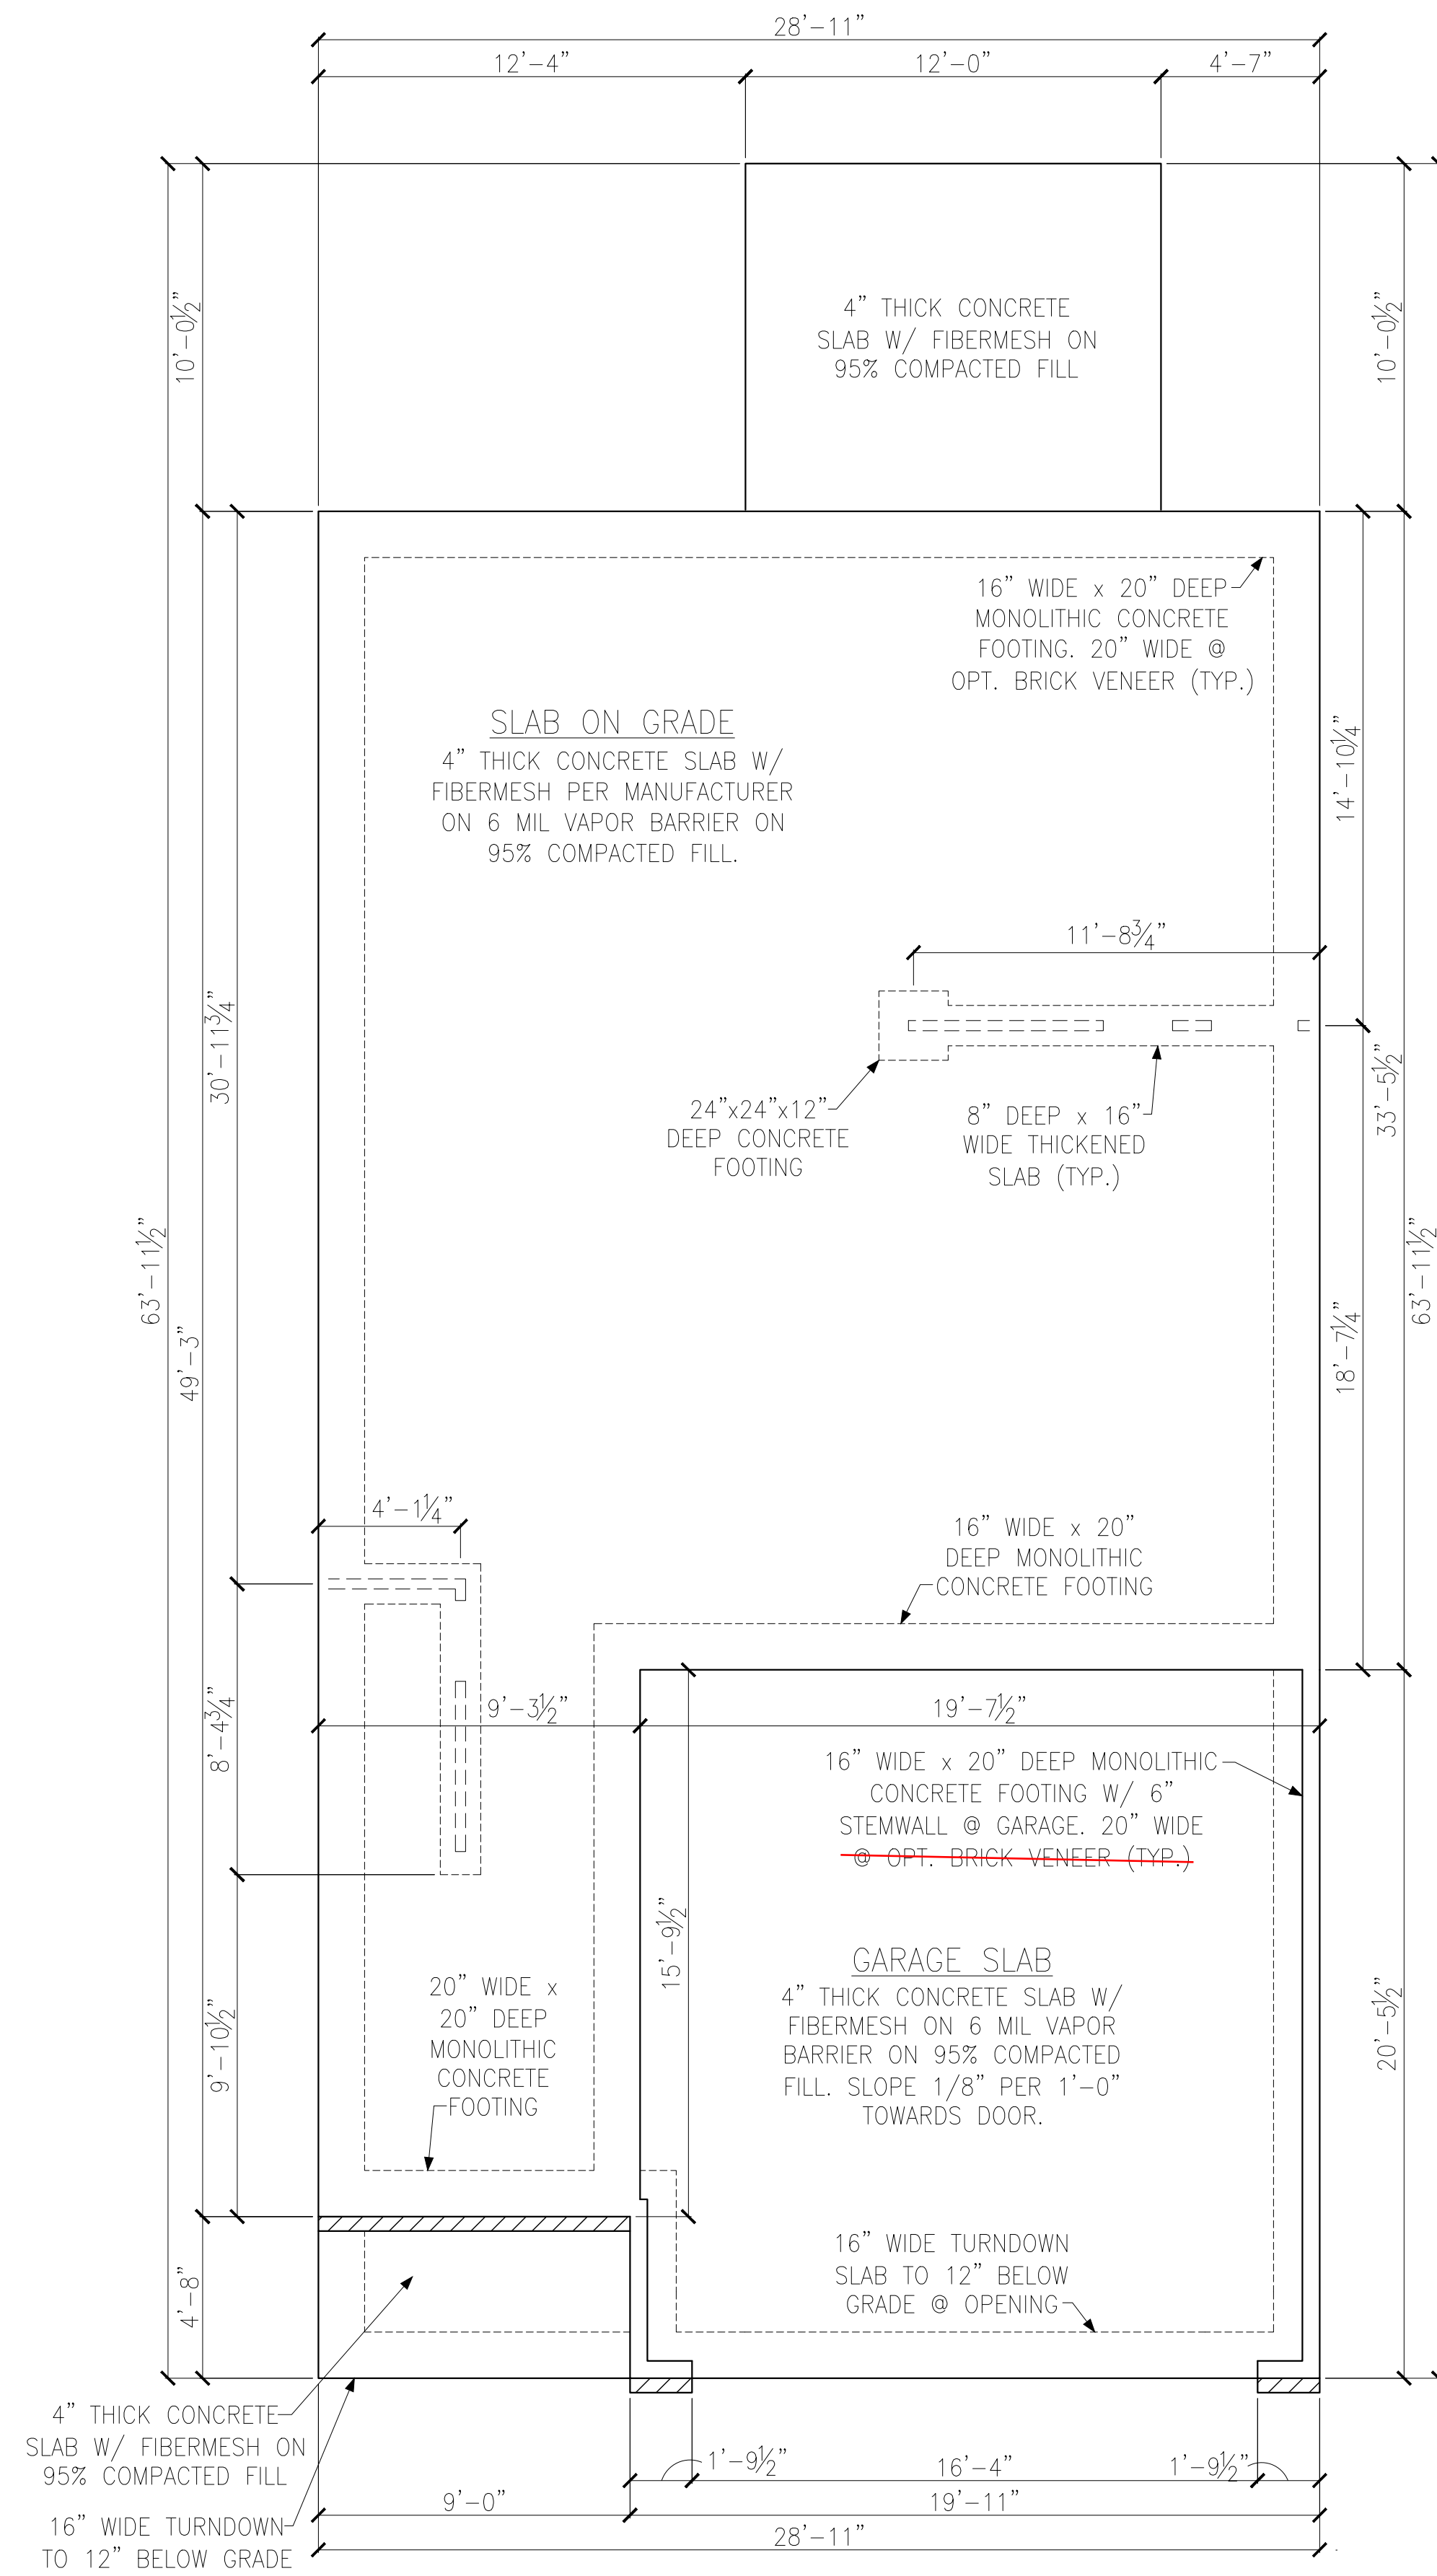 28'-11"
12'-4"
12'-0"
4'-7"
10'-0½"
10'-0½"
4" THICK CONCRETE
SLAB W/ FIBERMESH ON
95% COMPACTED FILL
16" WIDE x 20" DEEP
MONOLITHIC CONCRETE
FOOTING. 20" WIDE @
OPT. BRICK VENEER (TYP.)
SLAB ON GRADE
4" THICK CONCRETE SLAB W/
FIBERMESH PER MANUFACTURER
ON 6 MIL VAPOR BARRIER ON
95% COMPACTED FILL.
14'-10¼"
11'-8¾"
30'-11¾"
33'-5½"
24"x24"x12"
DEEP CONCRETE
FOOTING
8" DEEP x 16"
WIDE THICKENED
SLAB (TYP.)
63'-11½"
49'-3"
63'-11½"
18'-7¼"
4'-1¼"
16" WIDE x 20"
DEEP MONOLITHIC
CONCRETE FOOTING
8'-4¾"
9'-3½"
19'-7½"
16" WIDE x 20" DEEP MONOLITHIC
CONCRETE FOOTING W/ 6"
STEMWALL @ GARAGE. 20" WIDE
@ OPT. BRICK VENEER (TYP.)
15'-9½"
GARAGE SLAB
4" THICK CONCRETE SLAB W/
FIBERMESH ON 6 MIL VAPOR
BARRIER ON 95% COMPACTED
FILL. SLOPE 1/8" PER 1'-0"
TOWARDS DOOR.
20" WIDE x
20" DEEP
MONOLITHIC
CONCRETE
FOOTING
9'-10½"
20'-5½"
16" WIDE TURNDOWN
SLAB TO 12" BELOW
GRADE @ OPENING
4'-8"
4" THICK CONCRETE
SLAB W/ FIBERMESH ON
95% COMPACTED FILL
1'-9½"
16'-4"
1'-9½"
9'-0"
19'-11"
16" WIDE TURNDOWN
TO 12" BELOW GRADE
28'-11"